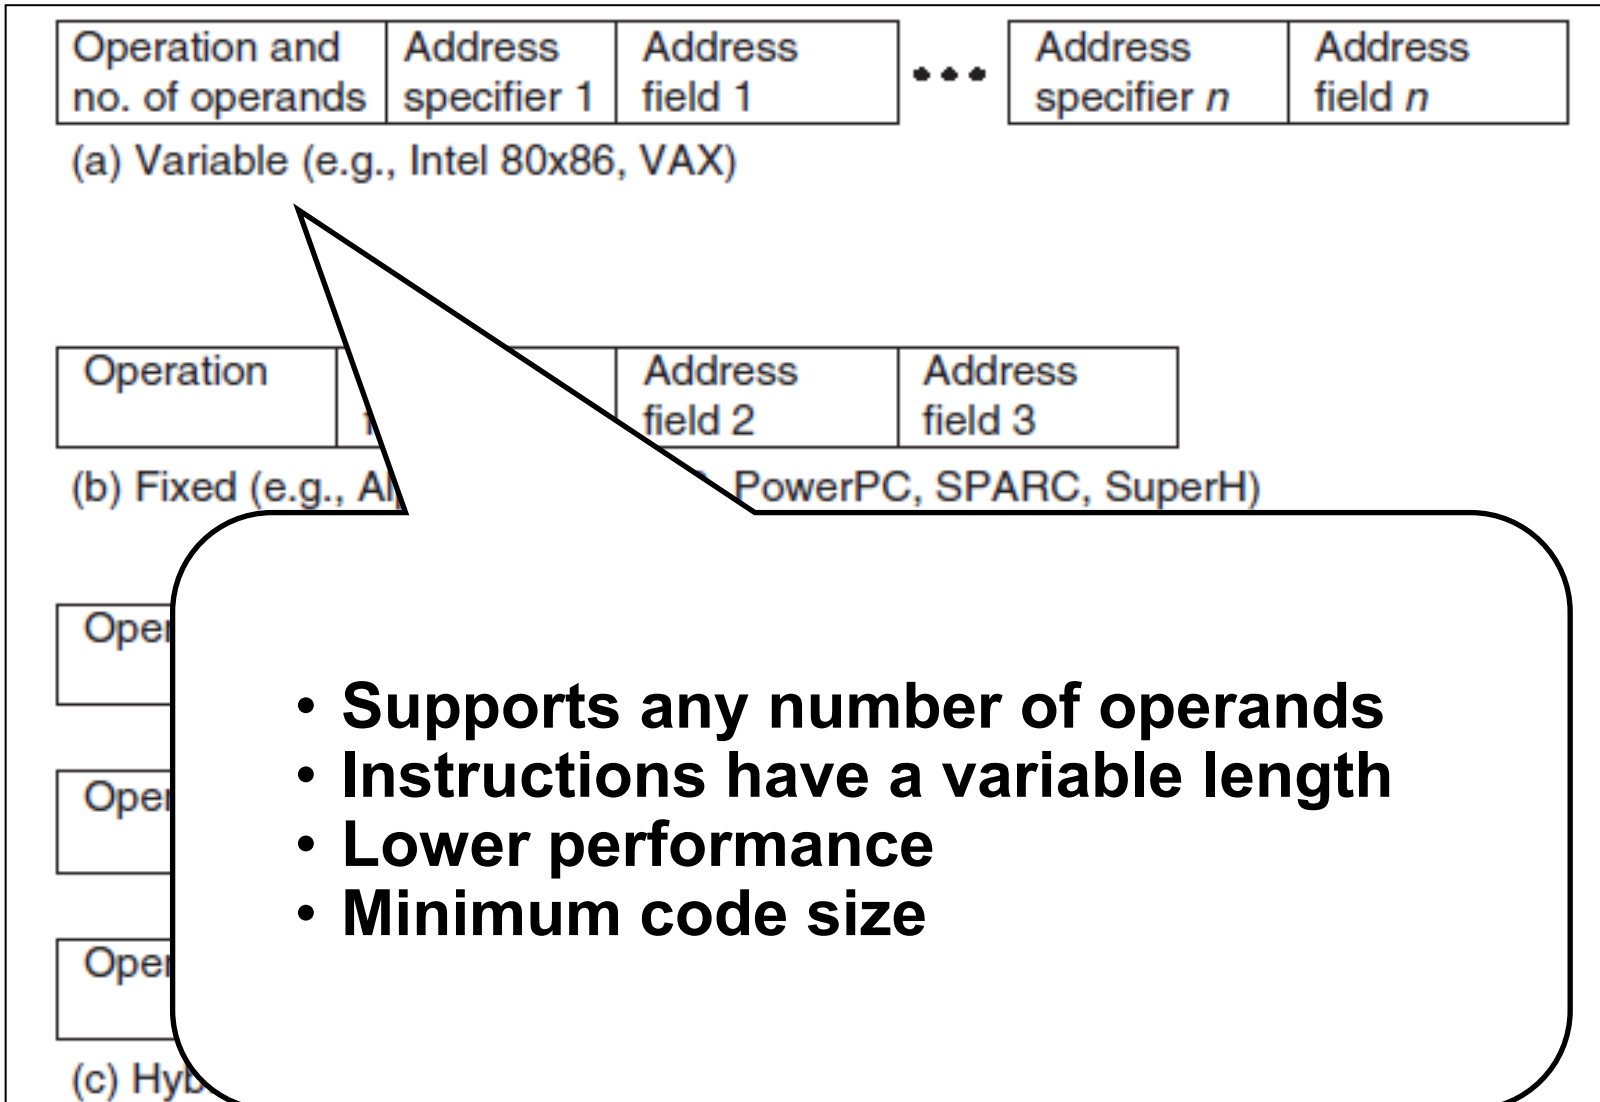 Operation and no. of operands
Address specifier 1
Address field 1
•••
Address specifier n
Address field n
(a) Variable (e.g., Intel 80x86, VAX)
Operation
Address field 2
Address field 3
(b) Fixed (e.g., PowerPC, SPARC, SuperH)
• Supports any number of operands
• Instructions have a variable length
• Lower performance
• Minimum code size
(c)